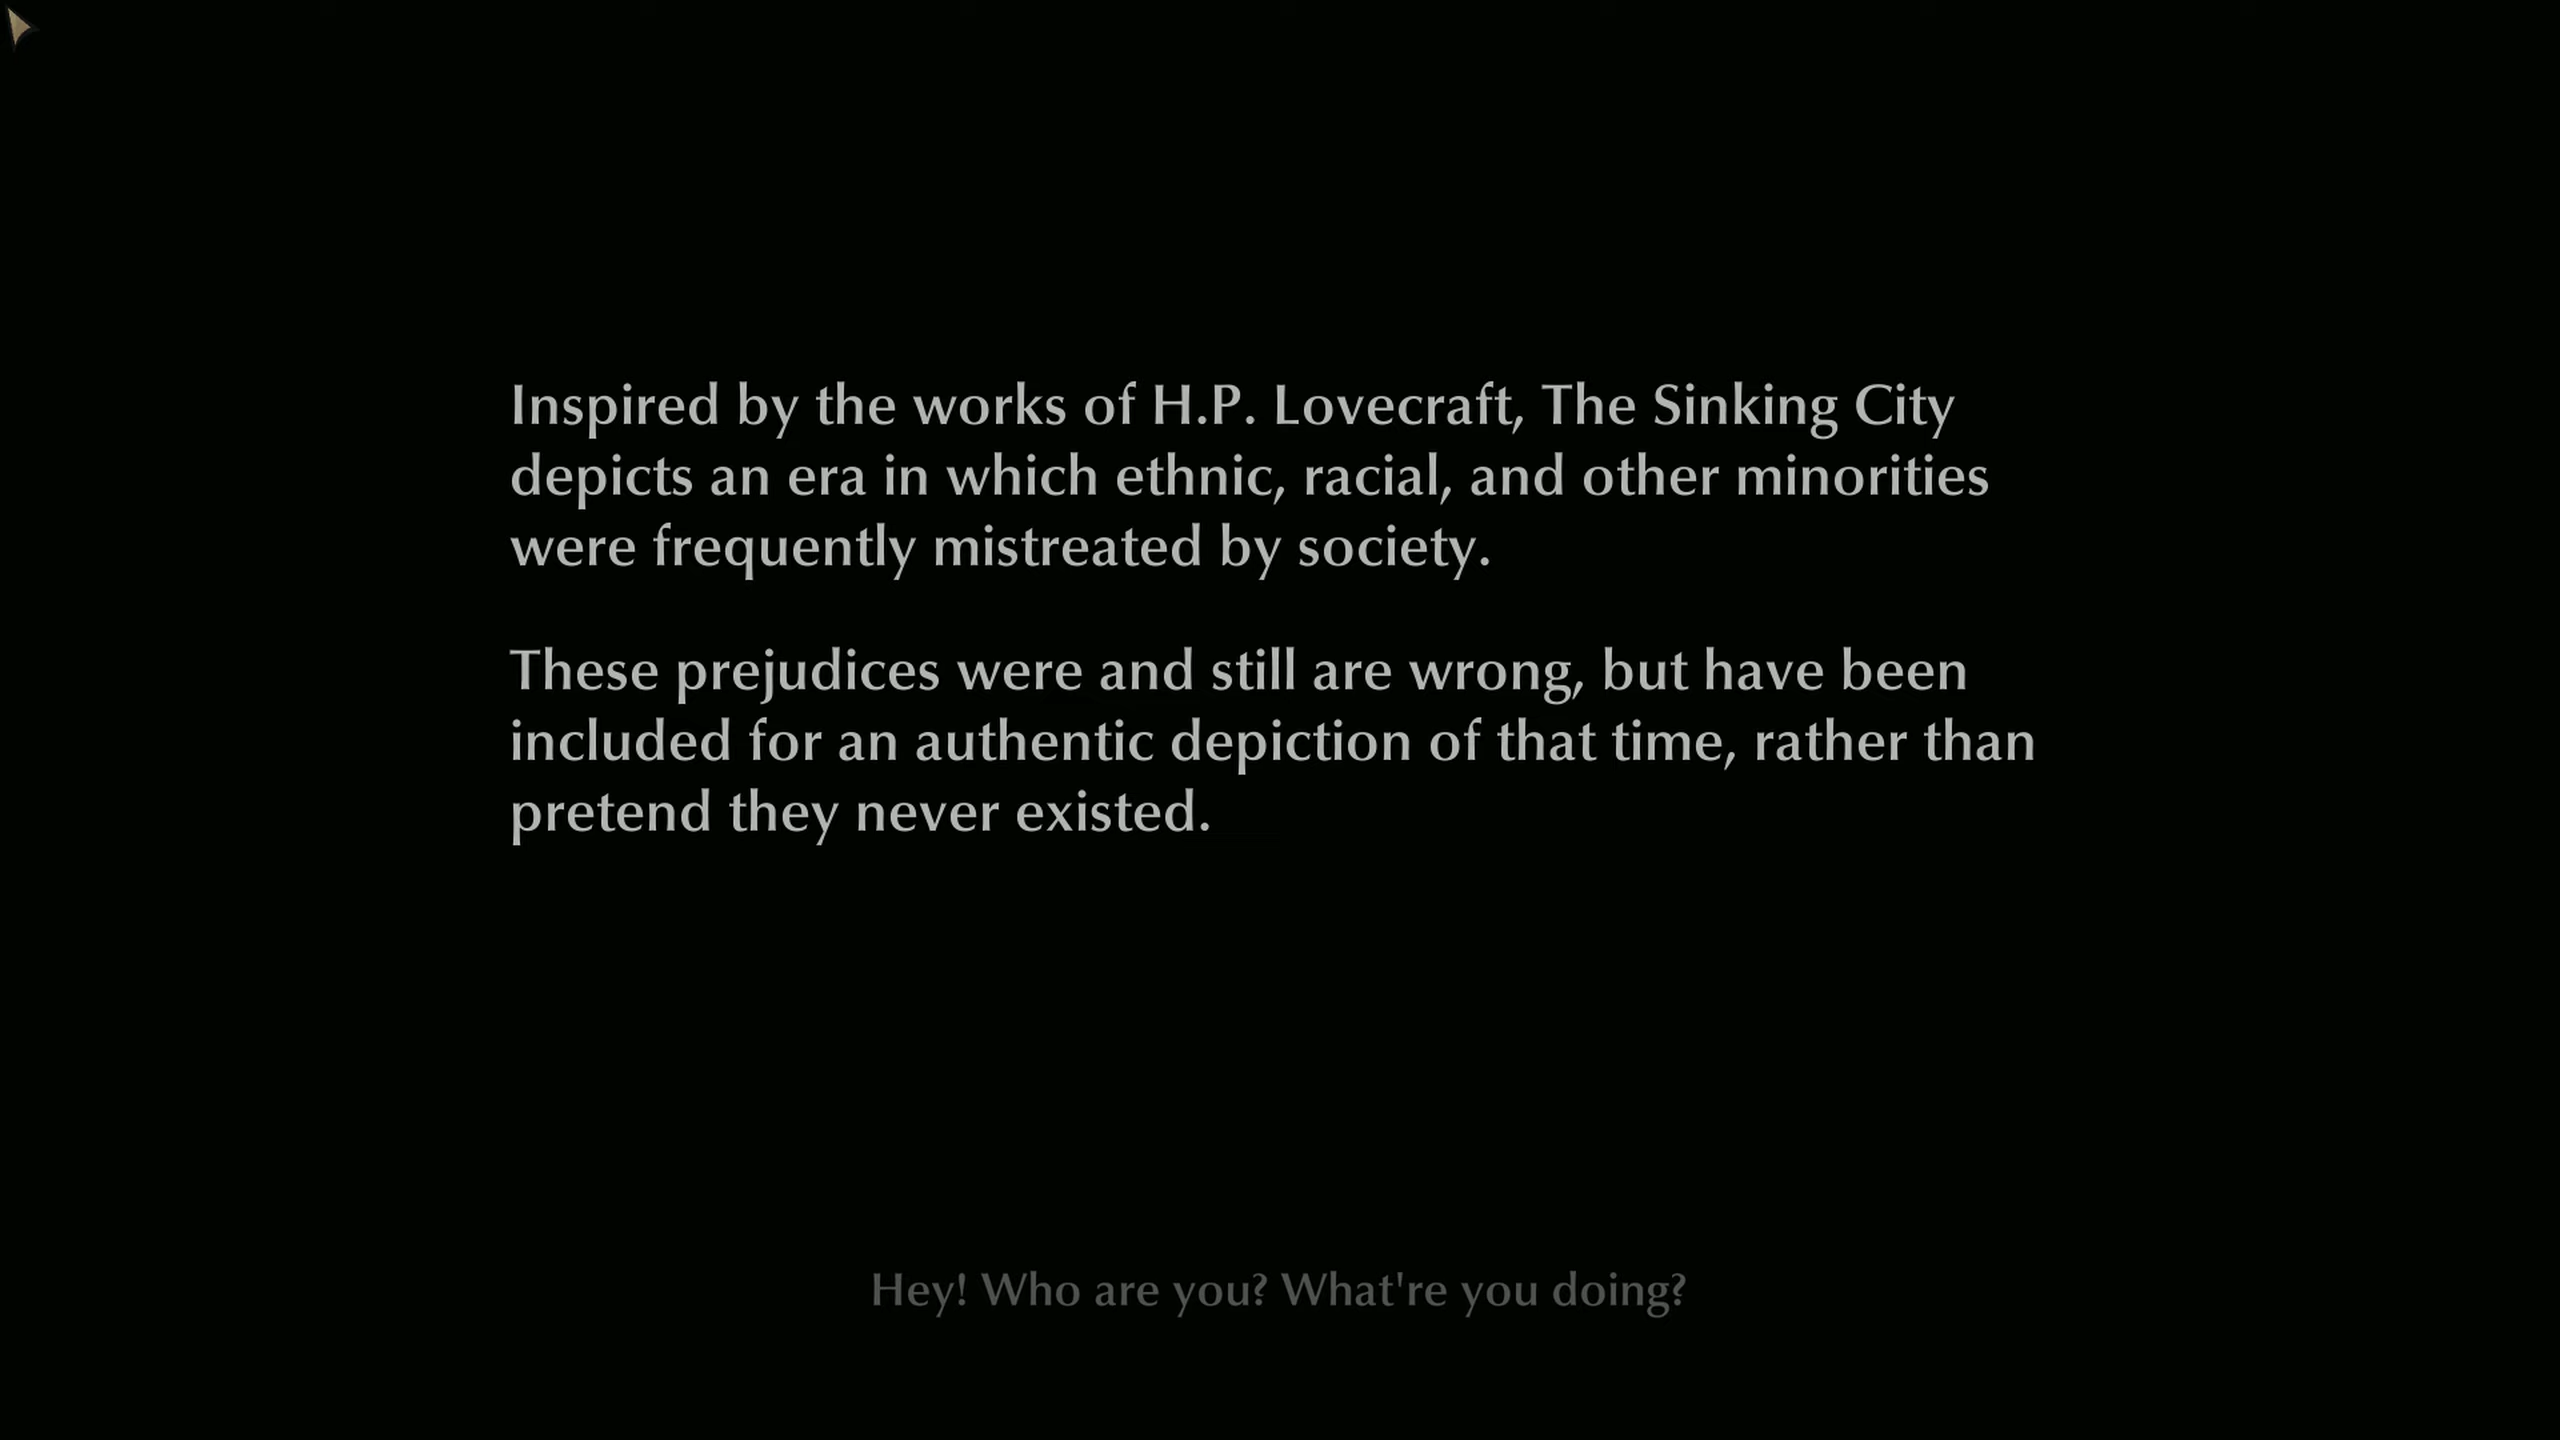 Inspired by the works of H.P. Lovecraft, The Sinking City
depicts an era in which ethnic, racial, and other minorities
were frequently mistreated by society.
These prejudices were and still are wrong, but have been
included for an authentic depiction of that time, rather than
pretend they never existed.
Hey! Who are you? What're you doing?